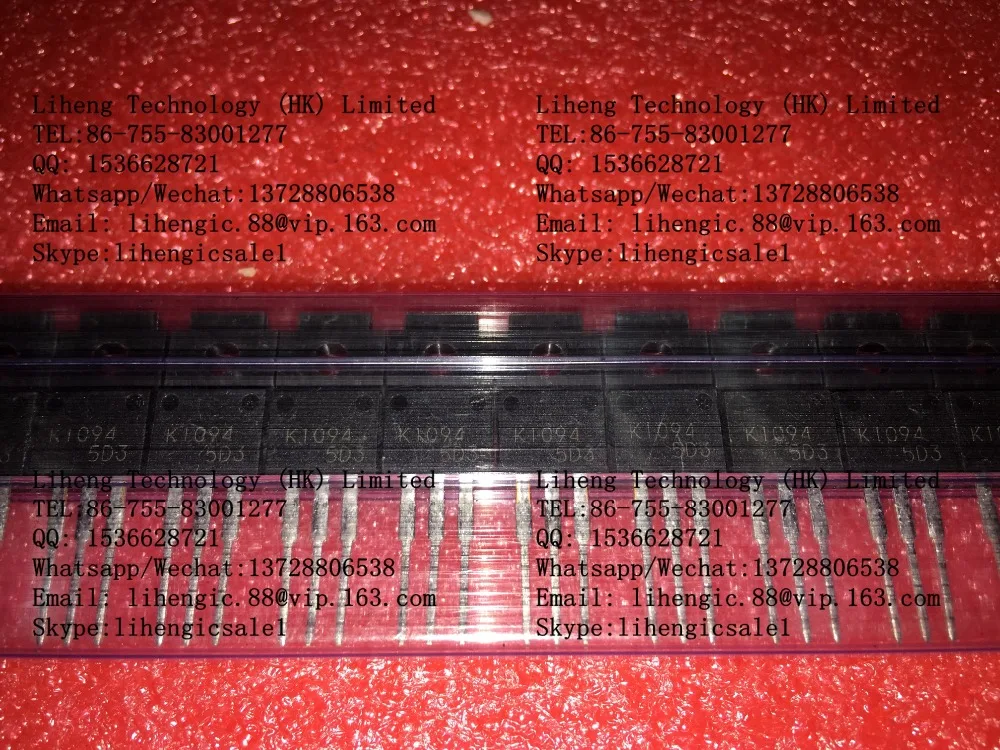 Liheng Technology (HK) Limited
TEL:86-755-83001277
QQ: 1536628721
Whatsapp/Wechat:13728806538
Email: lihengic.88@vip.163.com
Skype:lihengicsale1
Liheng Technology (HK) Limited
TEL:86-755-83001277
QQ: 1536628721
Whatsapp/Wechat:13728806538
Email: lihengic.88@vip.163.com
Skype:lihengicsale1
K1094
5D3
K1094
5D3
K1094
5D3
K1094
5D3
K1094
5D3
K1094
5D3
K1094
5D3
K1094
5D3
K1
Liheng Technology (HK) Limited
TEL:86-755-83001277
QQ: 1536628721
Whatsapp/Wechat:13728806538
Email: lihengic.88@vip.163.com
Skype:lihengicsale1
Liheng Technology (HK) Limited
TEL:86-755-83001277
QQ: 1536628721
Whatsapp/Wechat:13728806538
Email: lihengic.88@vip.163.com
Skype:lihengicsale1